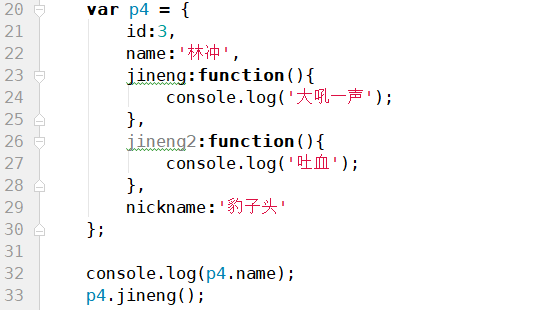 20 var p4 = {
21 id:3,
22 name:'林冲',
23 jineng:function(){
24 console.log('大吼一声');
25 },
26 jineng2:function(){
27 console.log('吐血');
28 },
29 nickname:'豹子头'
30 };
31
32 console.log(p4.name);
33 p4.jineng();